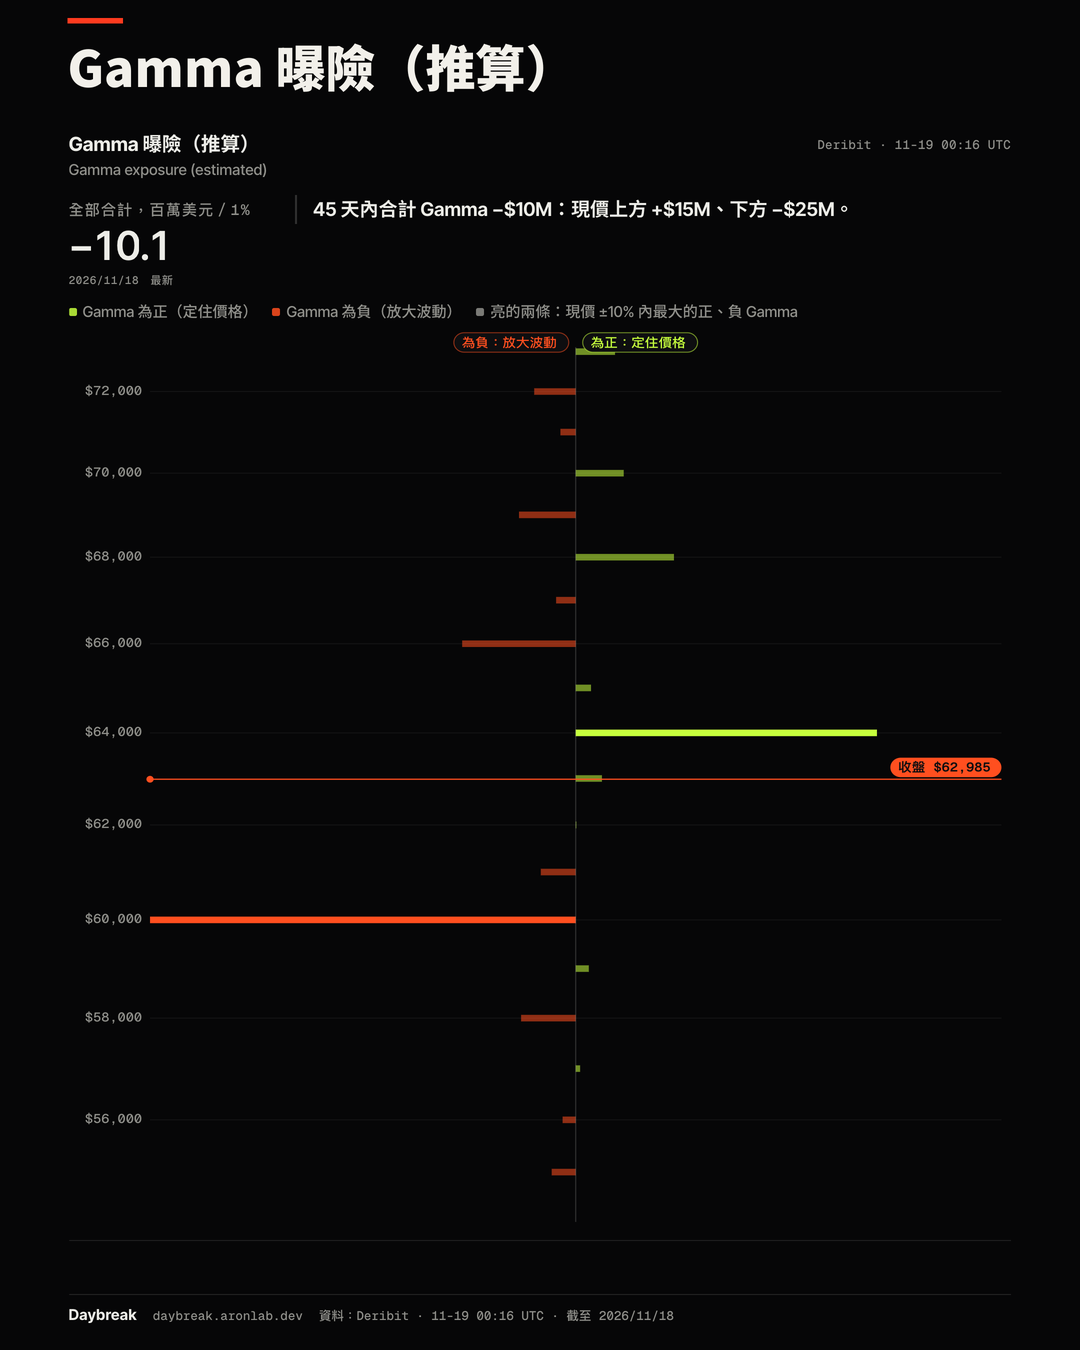 Gamma 曝險（推算）
Gamma 曝險（推算）
Deribit · 11-19 00:16 UTC
Gamma exposure (estimated)
全部合計，百萬美元 / 1%
45 天內合計 Gamma −$10M：現價上方 +$15M、下方 −$25M。
−10.1
2026/11/18 最新
Gamma 為正（定住價格） Gamma 為負（放大波動） 亮的兩條：現價 ±10% 內最大的正、負 Gamma
為負：放大波動 為正：定住價格
$72,000
$70,000
$68,000
$66,000
$64,000
收盤 $62,985
$62,000
$60,000
$58,000
$56,000
Daybreak daybreak.aronlab.dev 資料：Deribit · 11-19 00:16 UTC · 截至 2026/11/18